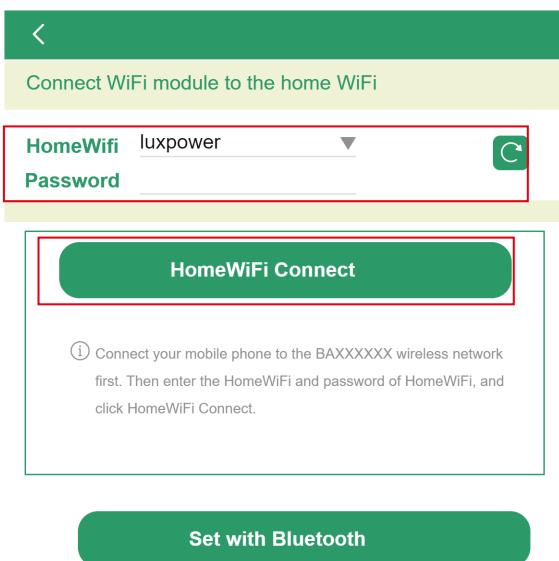 Connect WiFi module to the home WiFi
HomeWifi luxpower
Password
HomeWiFi Connect
Connect your mobile phone to the BAXXXXXX wireless network
first. Then enter the HomeWiFi and password of HomeWiFi, and
click HomeWiFi Connect.
Set with Bluetooth